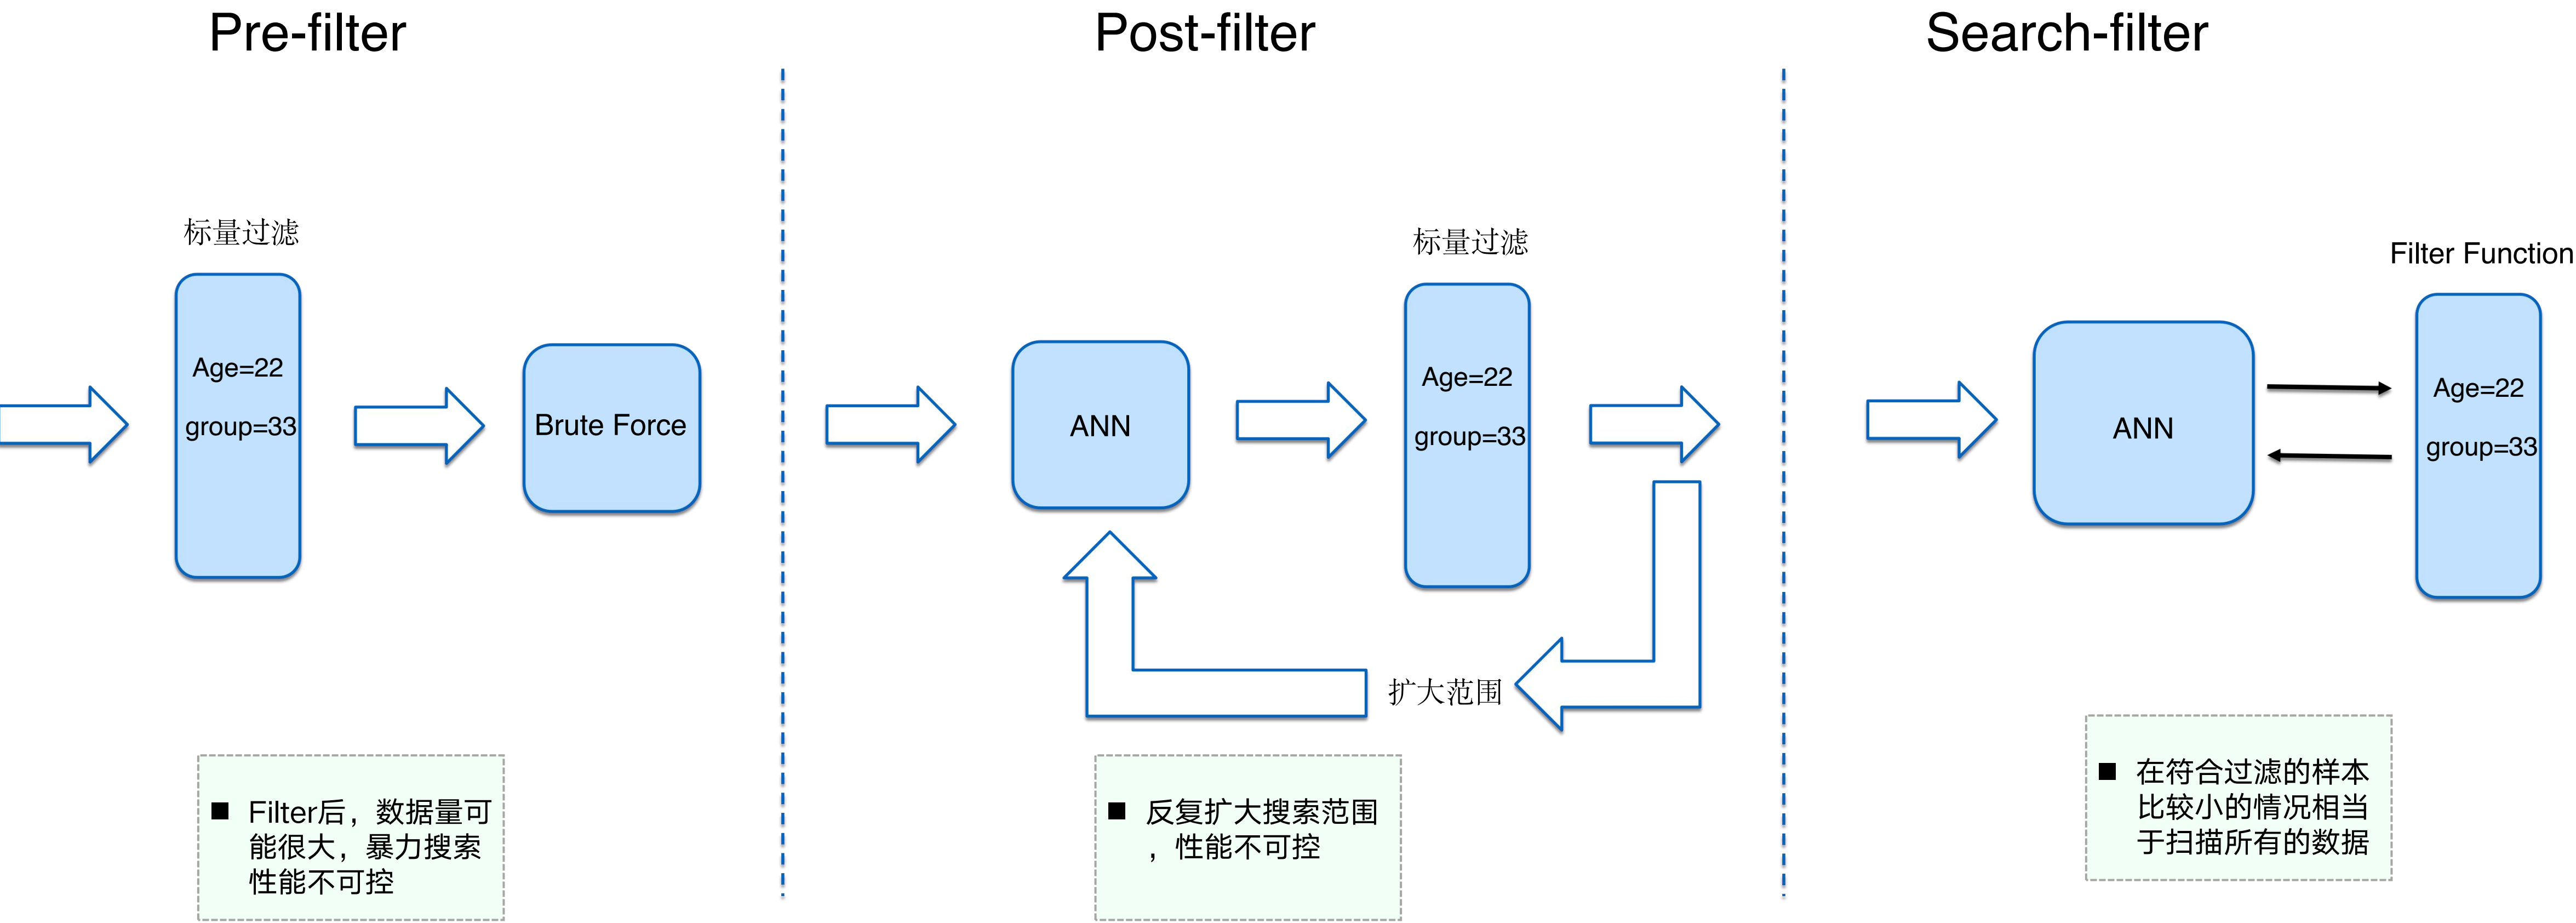 Pre-filter
标量过滤
Age=22
group=33
Brute Force
Filter后，数据量可
能很大，暴力搜索
性能不可控
Post-filter
ANN
标量过滤
Age=22
group=33
扩大范围
反复扩大搜索范围
，性能不可控
Search-filter
ANN
Filter Function
Age=22
group=33
在符合过滤的样本
比较小的情况相当
于扫描所有的数据